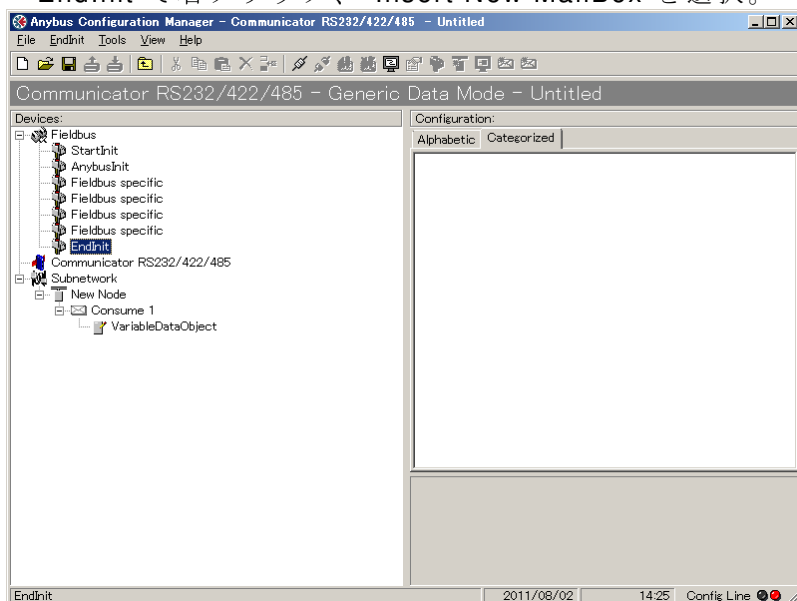 EndInit で右クリック、 Insert New MailBox を選択。
Anybus Configuration Manager - Communicator RS232/422/485 - Untitled
File EndInit Tools View Help
Communicator RS232/422/485 - Generic Data Mode - Untitled
Devices:
Configuration:
Fieldbus
StartInit
AnybusInit
Fieldbus specific
Fieldbus specific
Fieldbus specific
Fieldbus specific
EndInit
Communicator RS232/422/485
Subnetwork
New Node
Consume 1
VariableDataObject
Alphabetic Categorized
EndInit 2011/08/02 14:25 Config Line